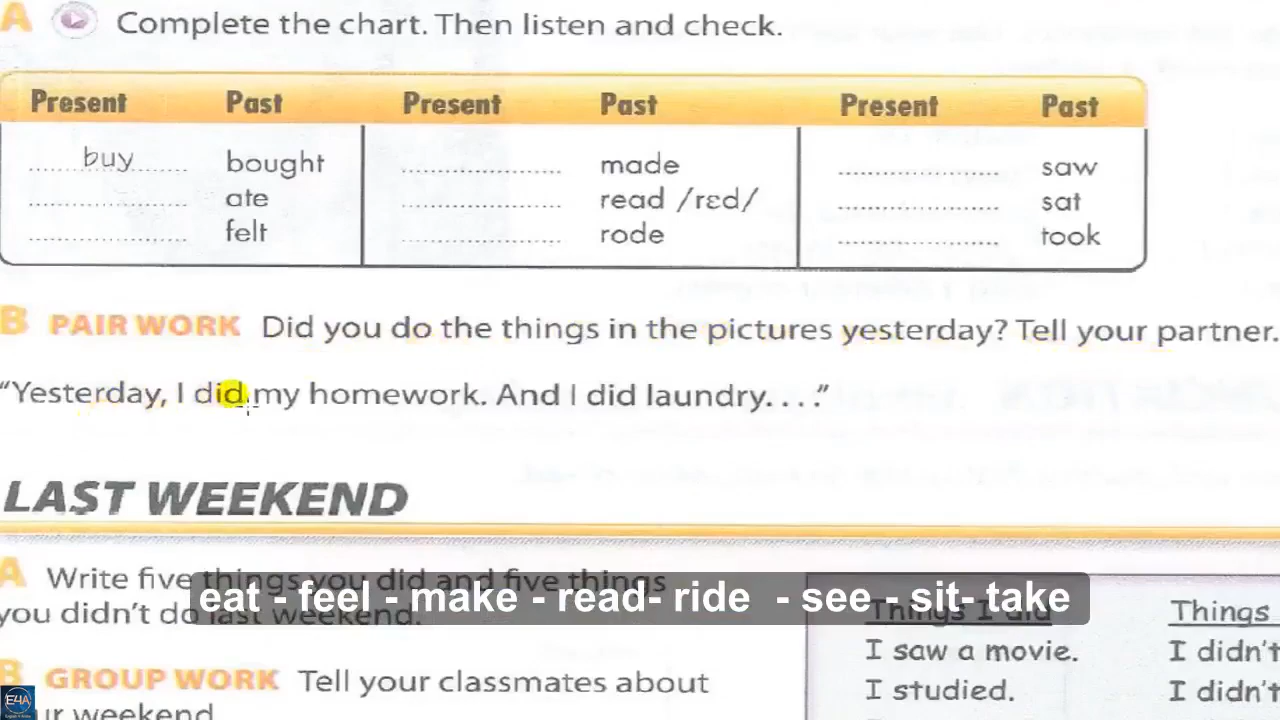 A Complete the chart. Then listen and check.
Present Past Present Past Present Past
buy bought made saw
ate read /rɛd/ sat
felt rode took
B PAIR WORK Did you do the things in the pictures yesterday? Tell your partner.
"Yesterday, I did my homework. And I did laundry. . . ."
LAST WEEKEND
A Write five things you did and five things
you didn't do last weekend.
eat - feel - make - read- ride - see - sit- take
Things I did Things
I saw a movie. I didn't
I studied. I didn't
B GROUP WORK Tell your classmates about
ur weekend
E4A